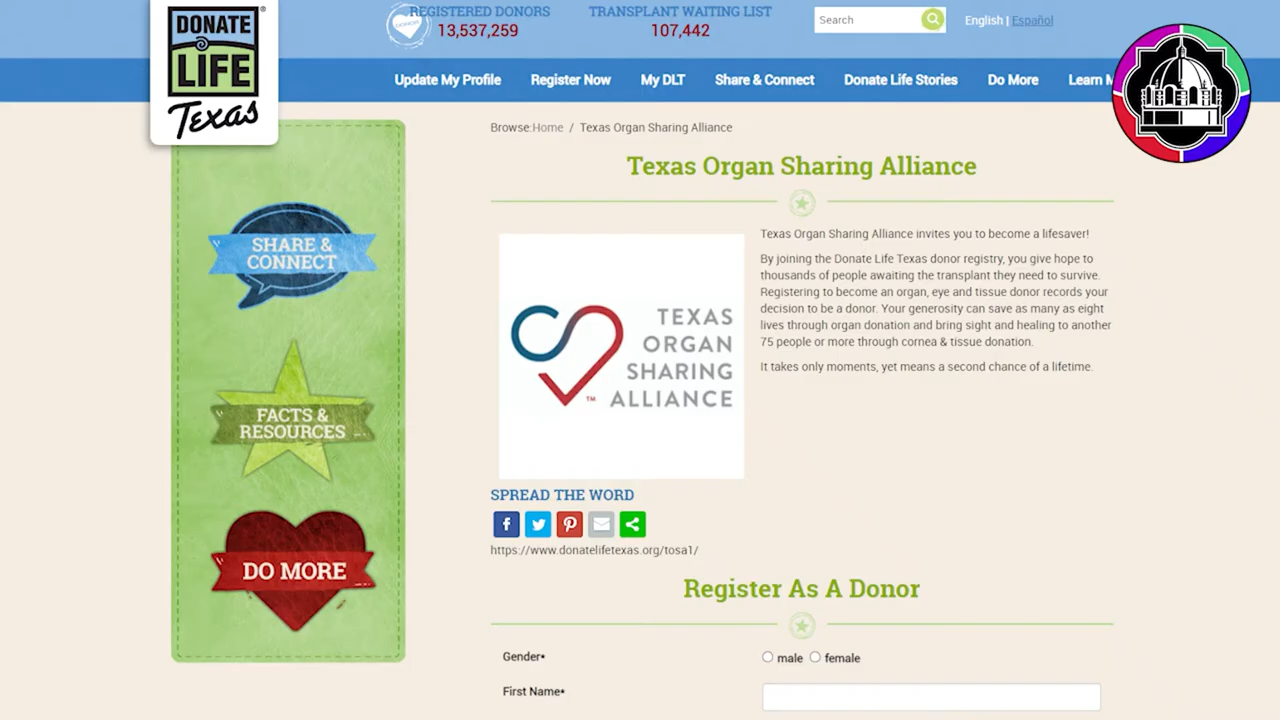 DONATE
LIFE
Texas
DONOR
REGISTERED DONORS
13,537,259
TRANSPLANT WAITING LIST
107,442
Search
English | Español
Update My Profile
Register Now
My DLT
Share & Connect
Donate Life Stories
Do More
Learn M
SHARE &
CONNECT
FACTS &
RESOURCES
DO MORE
Browse:Home / Texas Organ Sharing Alliance
Texas Organ Sharing Alliance
TEXAS
ORGAN
SHARING
ALLIANCE
TM
Texas Organ Sharing Alliance invites you to become a lifesaver!
By joining the Donate Life Texas donor registry, you give hope to
thousands of people awaiting the transplant they need to survive.
Registering to become an organ, eye and tissue donor records your
decision to be a donor. Your generosity can save as many as eight
lives through organ donation and bring sight and healing to another
75 people or more through cornea & tissue donation.
It takes only moments, yet means a second chance of a lifetime.
SPREAD THE WORD
https://www.donatelifetexas.org/tosa1/
Register As A Donor
Gender*
male
female
First Name*